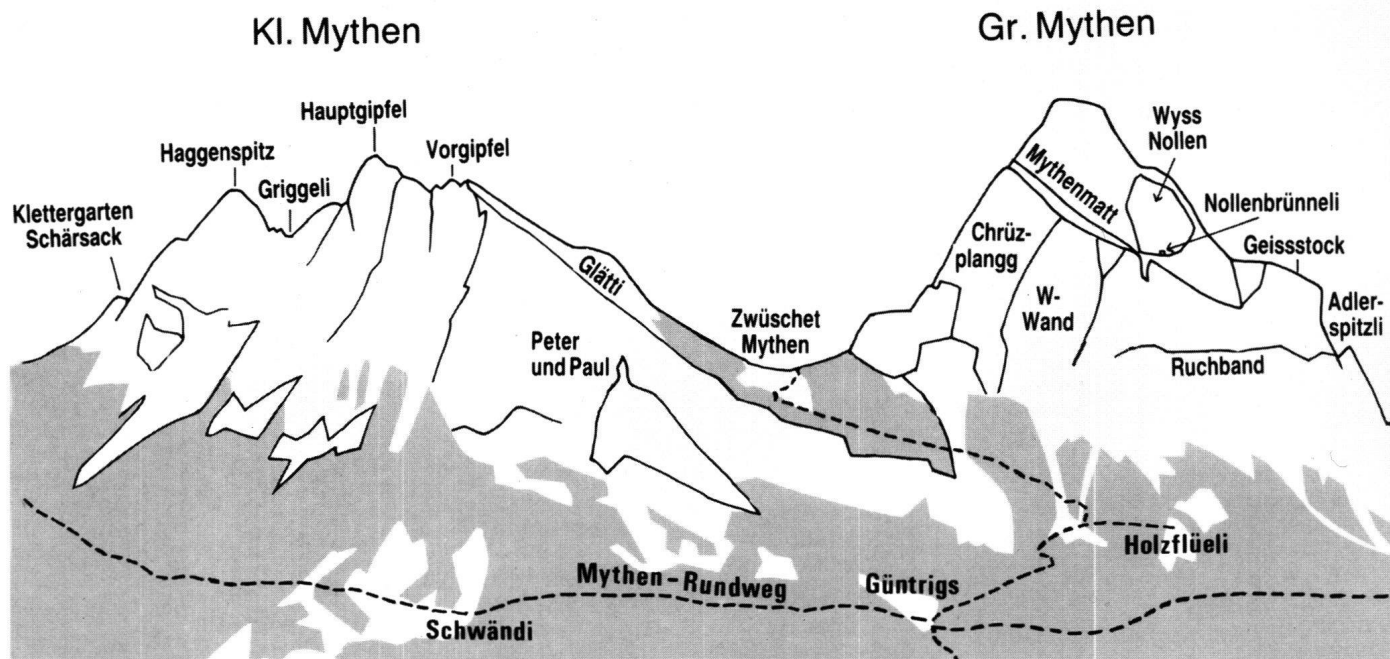 Kl. Mythen
Gr. Mythen
Hauptgipfel
Haggenspitz
Vorgipfel
Griggeli
Klettergarten
Schärsack
Glätti
Peter
und Paul
Zwüschet
Mythen
Wyss
Nollen
Mythenmatt
Nollenbrünneli
Chrüz-
plangg
Geissstock
W-
Wand
Adler-
spitzli
Ruchband
Holzflüeli
Mythen-Rundweg
Güntrigs
Schwändi